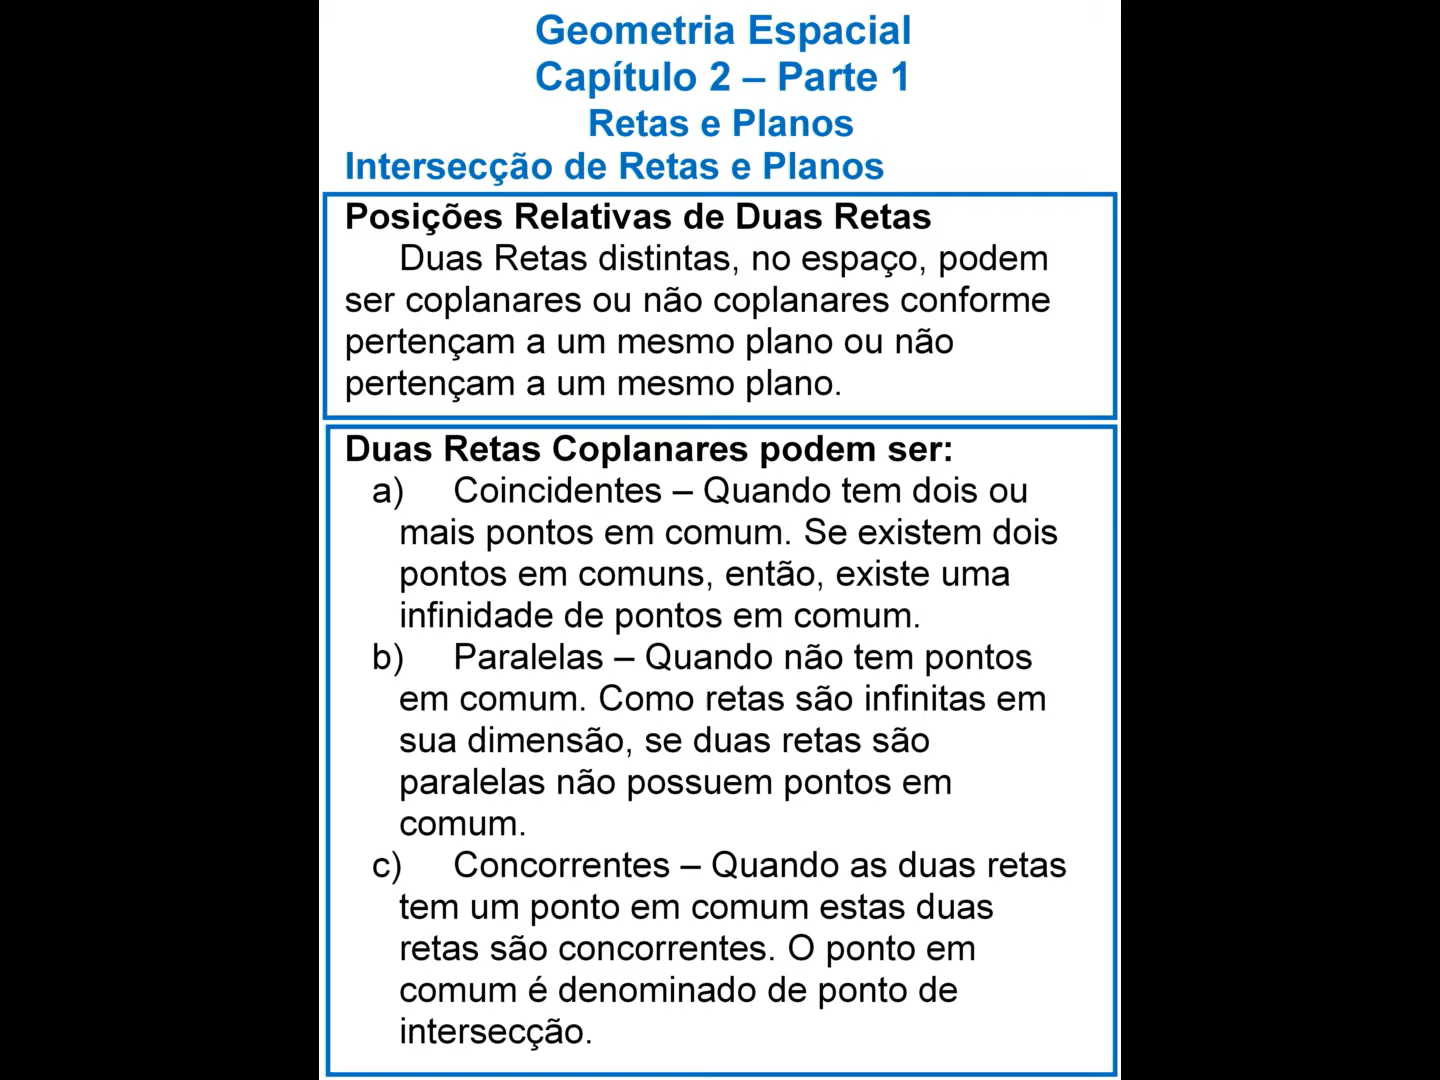 Geometria Espacial
Capítulo 2 – Parte 1
Retas e Planos
Intersecção de Retas e Planos
Posições Relativas de Duas Retas
Duas Retas distintas, no espaço, podem
ser coplanares ou não coplanares conforme
pertençam a um mesmo plano ou não
pertençam a um mesmo plano.
Duas Retas Coplanares podem ser:
a) Coincidentes – Quando tem dois ou
mais pontos em comum. Se existem dois
pontos em comuns, então, existe uma
infinidade de pontos em comum.
b) Paralelas – Quando não tem pontos
em comum. Como retas são infinitas em
sua dimensão, se duas retas são
paralelas não possuem pontos em
comum.
c) Concorrentes – Quando as duas retas
tem um ponto em comum estas duas
retas são concorrentes. O ponto em
comum é denominado de ponto de
intersecção.